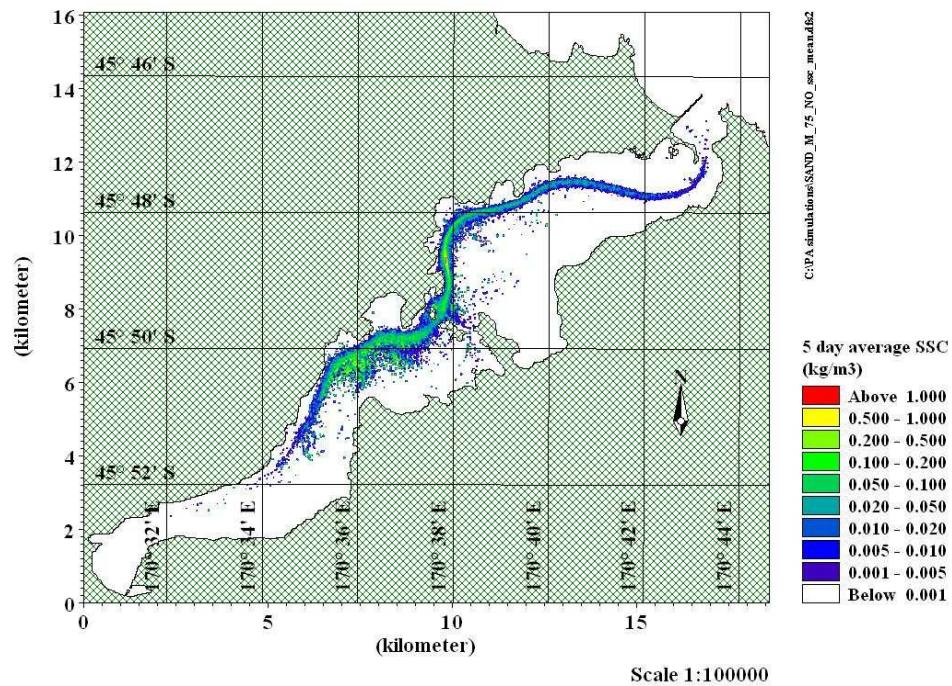 16
14
12
10
8
6
4
2
0
(kilometer)
45° 46' S
45° 48' S
45° 50' S
45° 52' S
170° 32' E
170° 34' E
170° 36' E
170° 38' E
170° 40' E
170° 42' E
170° 44' E
N
0
5
10
15
(kilometer)
Scale 1:100000
C:\PA simulations\SAND_M_75_NO_ssc_mean.dfs2
5 day average SSC
(kg/m3)
Above 1.000
0.500 - 1.000
0.200 - 0.500
0.100 - 0.200
0.050 - 0.100
0.020 - 0.050
0.010 - 0.020
0.005 - 0.010
0.001 - 0.005
Below 0.001